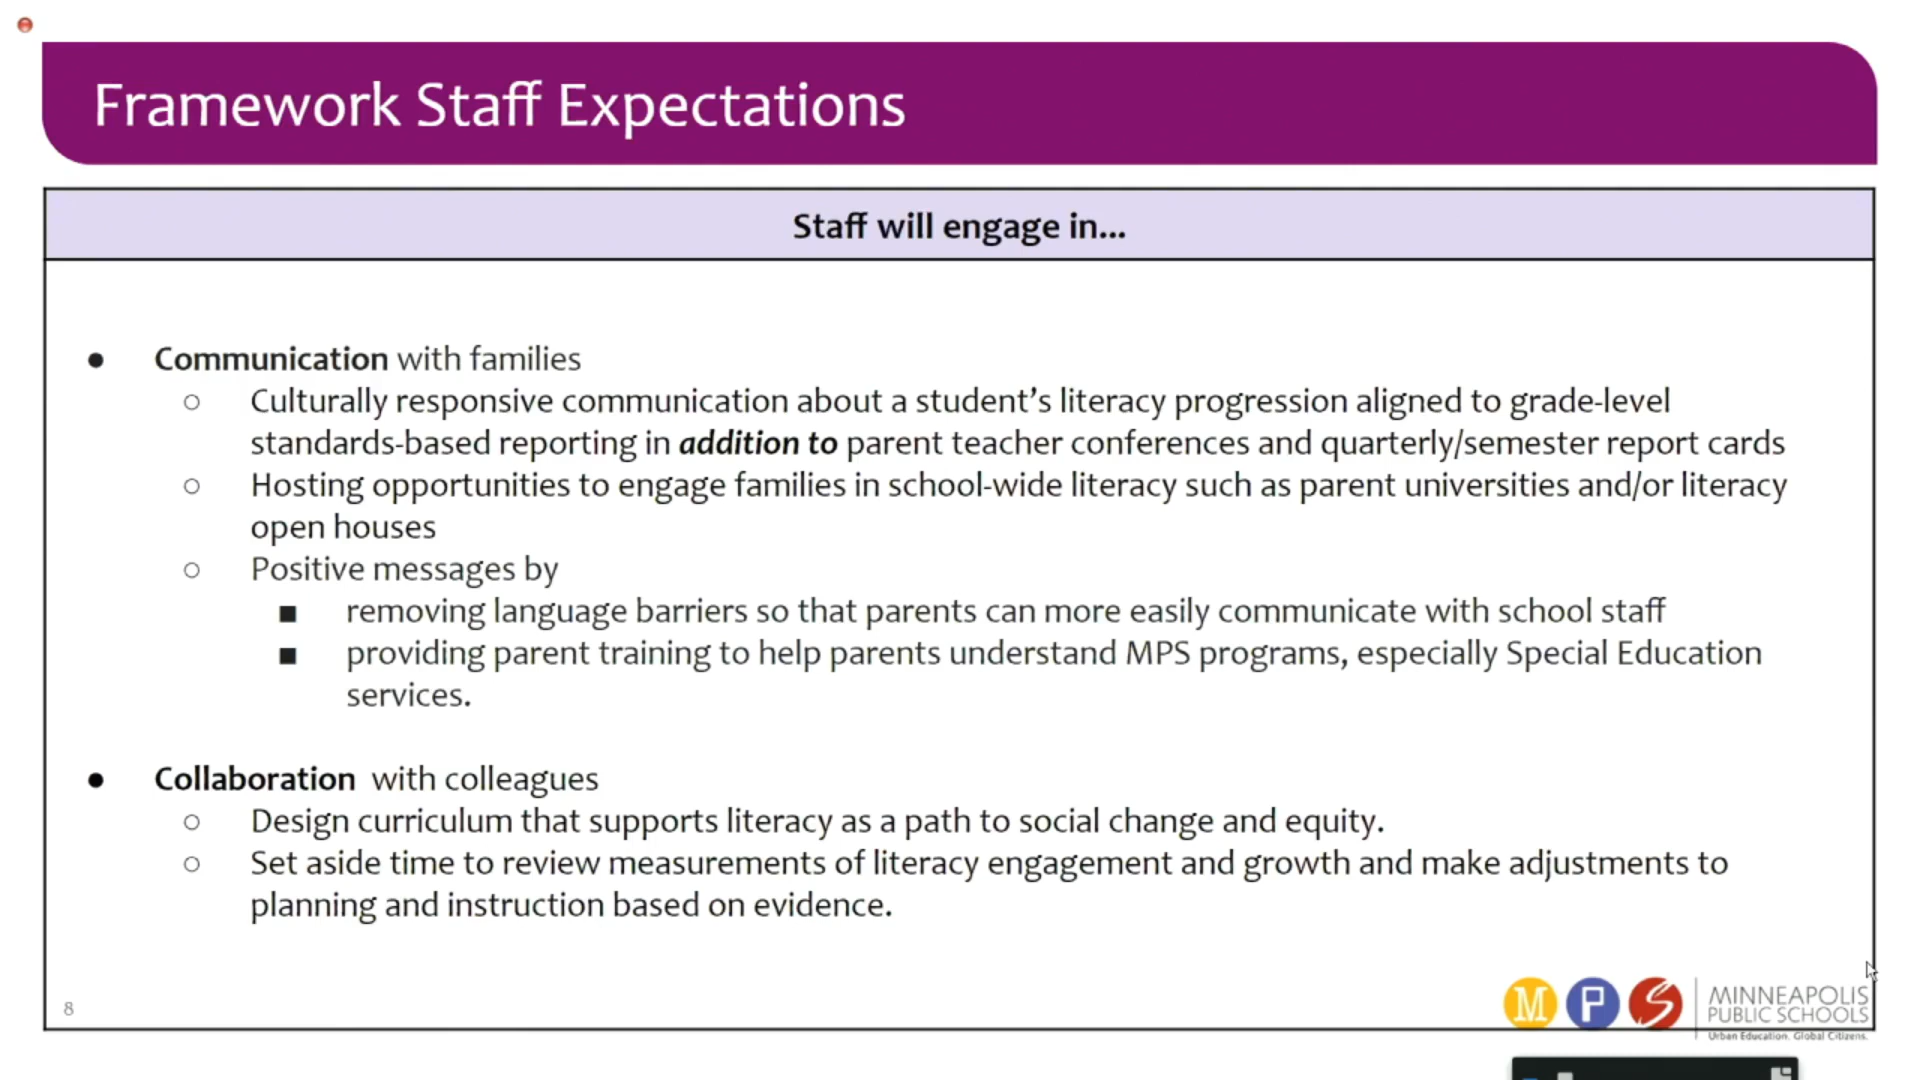 Framework Staff Expectations
Staff will engage in...
● Communication with families
○ Culturally responsive communication about a student’s literacy progression aligned to grade-level
standards-based reporting in addition to parent teacher conferences and quarterly/semester report cards
○ Hosting opportunities to engage families in school-wide literacy such as parent universities and/or literacy
open houses
○ Positive messages by
■ removing language barriers so that parents can more easily communicate with school staff
■ providing parent training to help parents understand MPS programs, especially Special Education
services.
● Collaboration with colleagues
○ Design curriculum that supports literacy as a path to social change and equity.
○ Set aside time to review measurements of literacy engagement and growth and make adjustments to
planning and instruction based on evidence.
8
M P S
MINNEAPOLIS
PUBLIC SCHOOLS
Urban Education. Global Citizens.